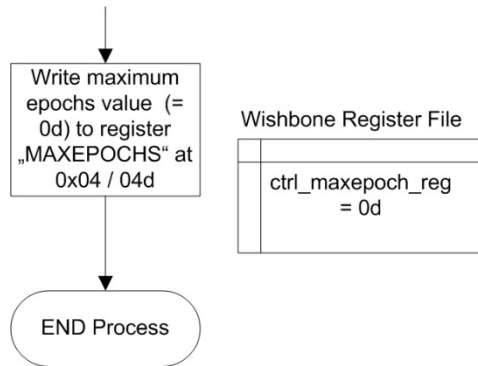 Write maximum
epochs value  (=
0d) to register
„MAXEPOCHS“ at
0x04 / 04d
Wishbone Register File
ctrl_maxepoch_reg
= 0d
END Process